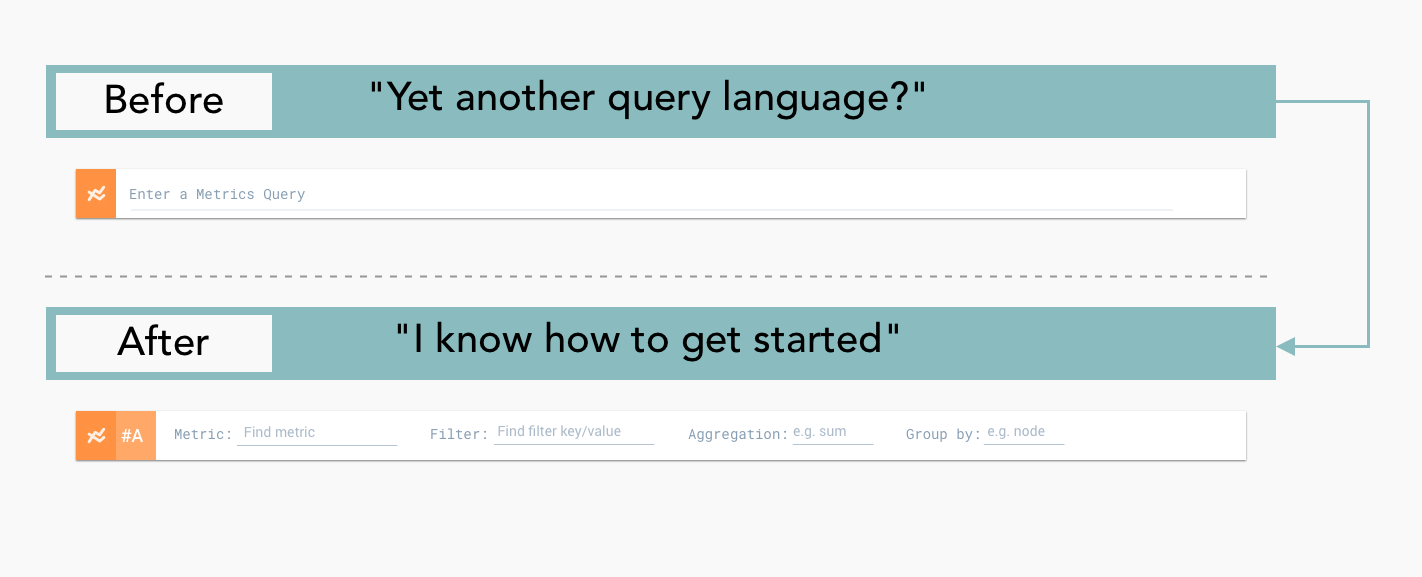 Before "Yet another query language?"
Enter a Metrics Query
After "I know how to get started"
#A Metric: Find metric Filter: Find filter key/value Aggregation: e.g. sum Group by: e.g. node